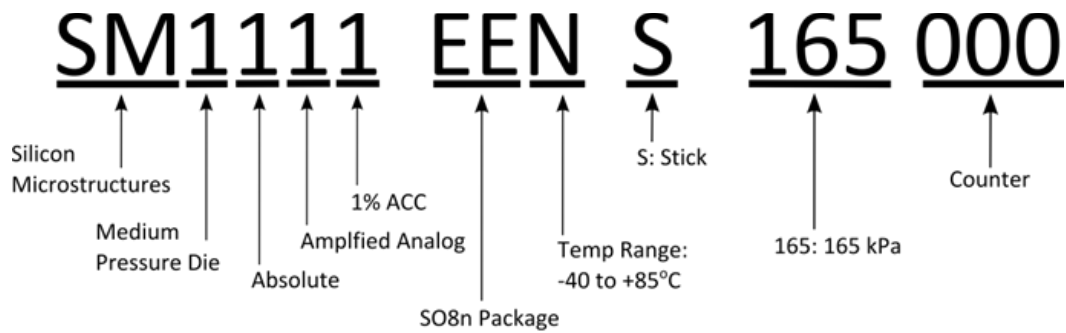 SM1111 EEN S 165 000
Silicon
Microstructures
Medium
Pressure Die
Absolute
Amplfied Analog
1% ACC
SO8n Package
Temp Range:
-40 to +85°C
S: Stick
165: 165 kPa
Counter